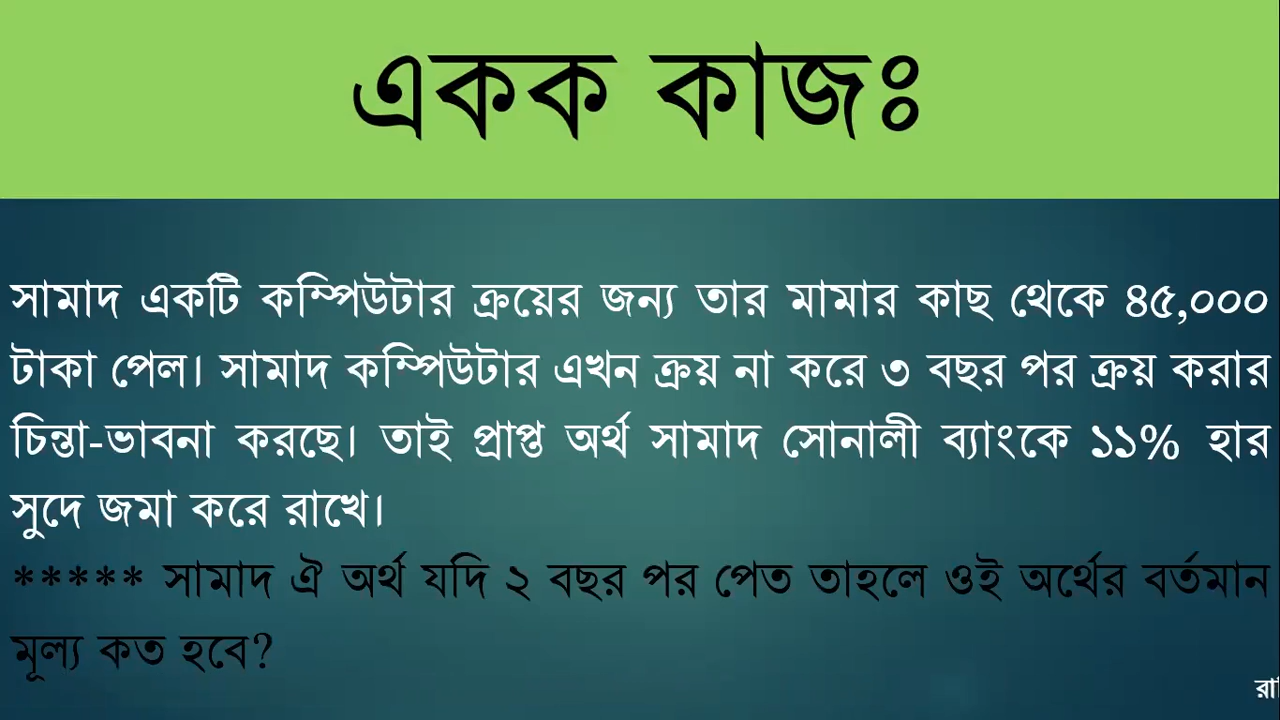 একক কাজঃ
সামাদ একটি কম্পিউটার ক্রয়ের জন্য তার মামার কাছ থেকে ৪৫,০০০
টাকা পেল। সামাদ কম্পিউটার এখন ক্রয় না করে ৩ বছর পর ক্রয় করার
চিন্তা-ভাবনা করছে। তাই প্রাপ্ত অর্থ সামাদ সোনালী ব্যাংকে ১১% হার
সুদে জমা করে রাখে।
***** সামাদ ঐ অর্থ যদি ২ বছর পর পেত তাহলে ওই অর্থের বর্তমান
মূল্য কত হবে?